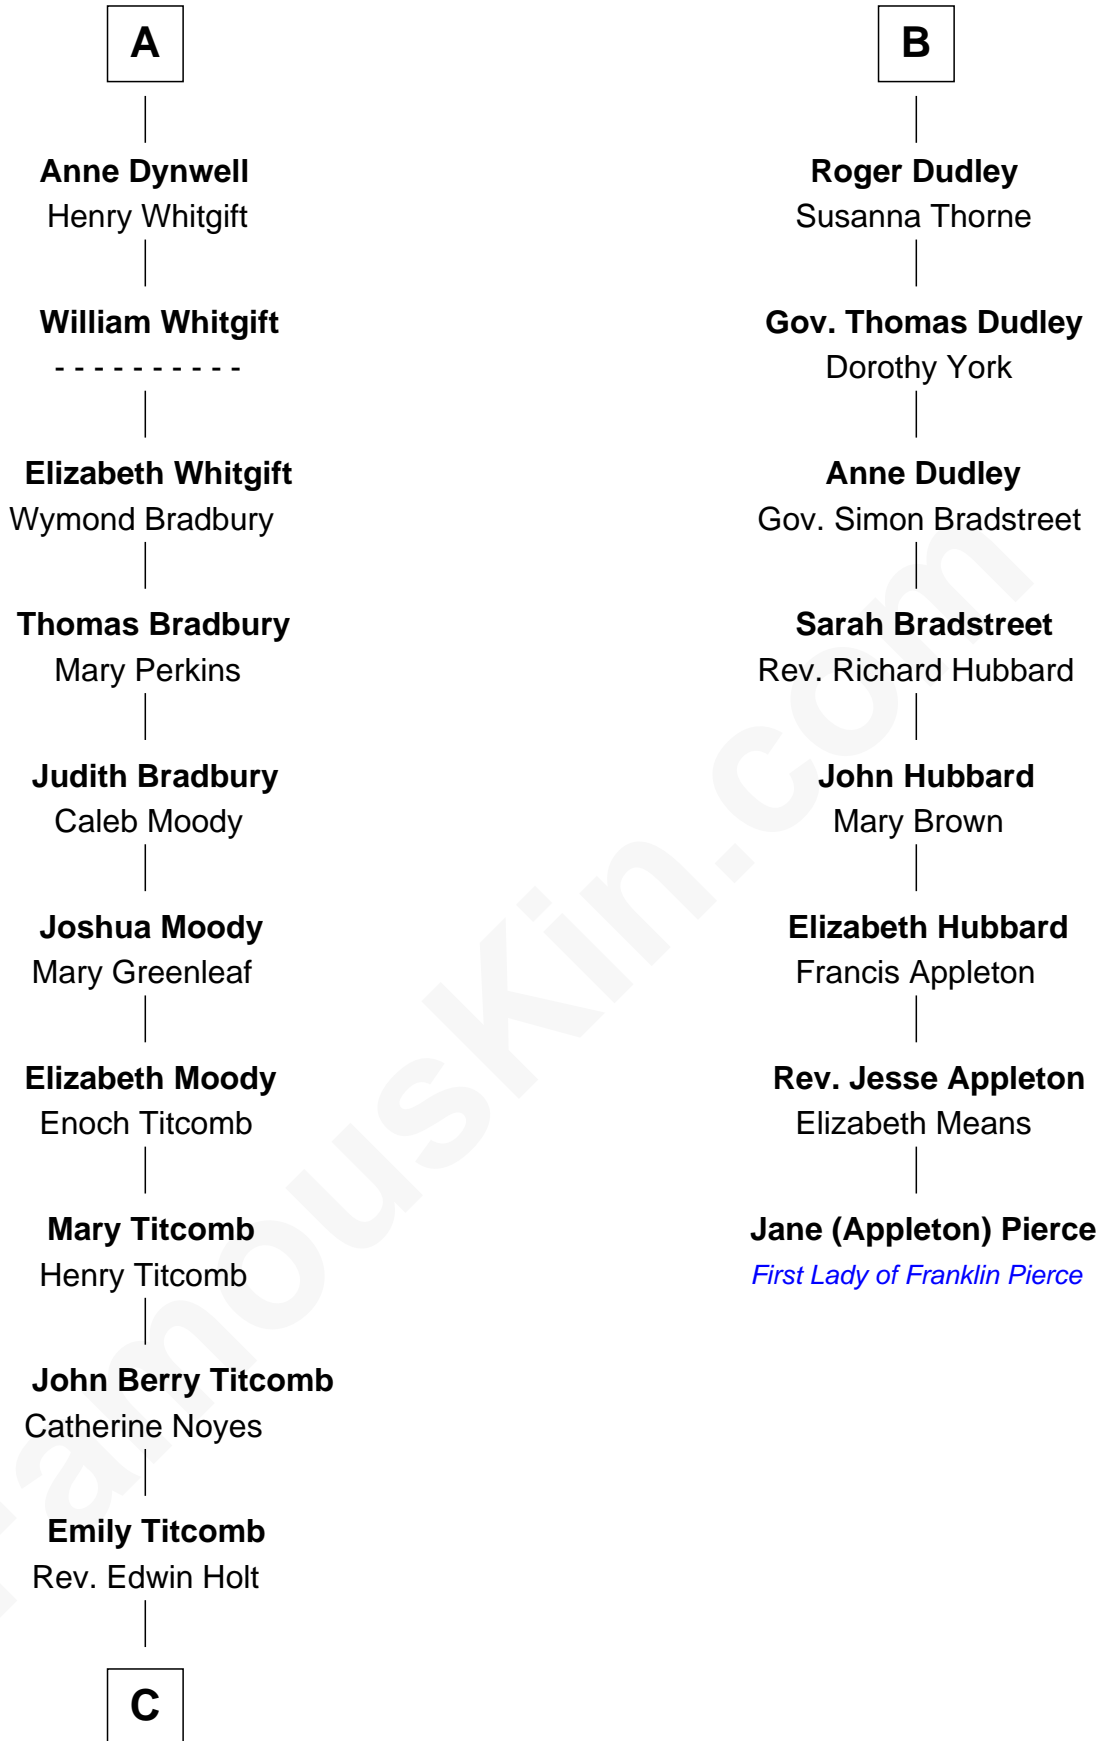 A
Anne Dynwell
Henry Whitgift
William Whitgift
- - - - - - - - - -
Elizabeth Whitgift
Wymond Bradbury
Thomas Bradbury
Mary Perkins
Judith Bradbury
Caleb Moody
Joshua Moody
Mary Greenleaf
Elizabeth Moody
Enoch Titcomb
Mary Titcomb
Henry Titcomb
John Berry Titcomb
Catherine Noyes
Emily Titcomb
Rev. Edwin Holt
C
B
Roger Dudley
Susanna Thorne
Gov. Thomas Dudley
Dorothy York
Anne Dudley
Gov. Simon Bradstreet
Sarah Bradstreet
Rev. Richard Hubbard
John Hubbard
Mary Brown
Elizabeth Hubbard
Francis Appleton
Rev. Jesse Appleton
Elizabeth Means
Jane (Appleton) Pierce
First Lady of Franklin Pierce
FamousKin.com